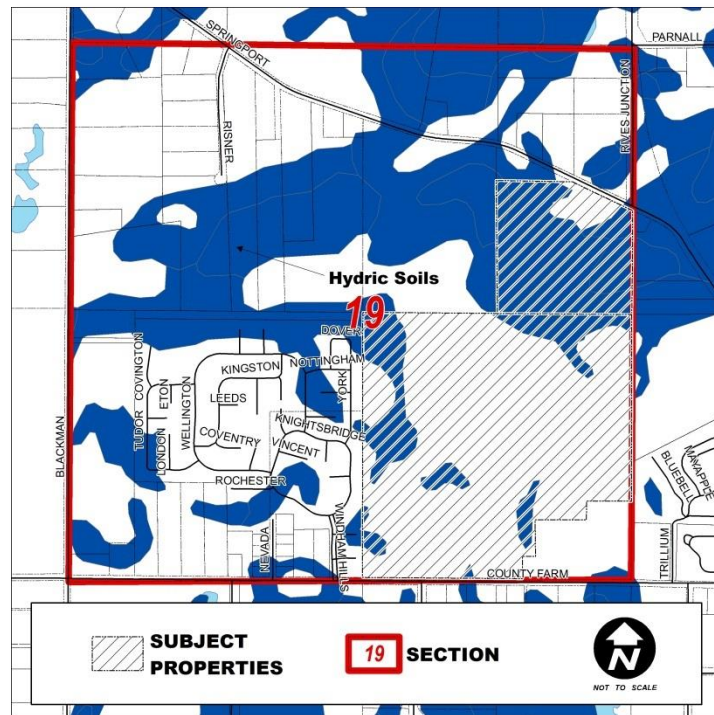 SPRINGPORT
PARNALL
RISNER
RIVES JUNCTION
Hydric Soils
19
DOVER
NOTTINGHAM
KINGSTON
TUDOR
COVINGTON
ETON
LONDON
WELLINGTON
LEEDS
YORK
KNIGHTSBRIDGE
COVENTRY
VINCENT
ROCHESTER
BLACKMAN
NEVADA
WINDHAM HILLS
COUNTY FARM
MAYAPPLE
BLUEBELL
TRILLIUM
SUBJECT
PROPERTIES
19 SECTION
N
NOT TO SCALE